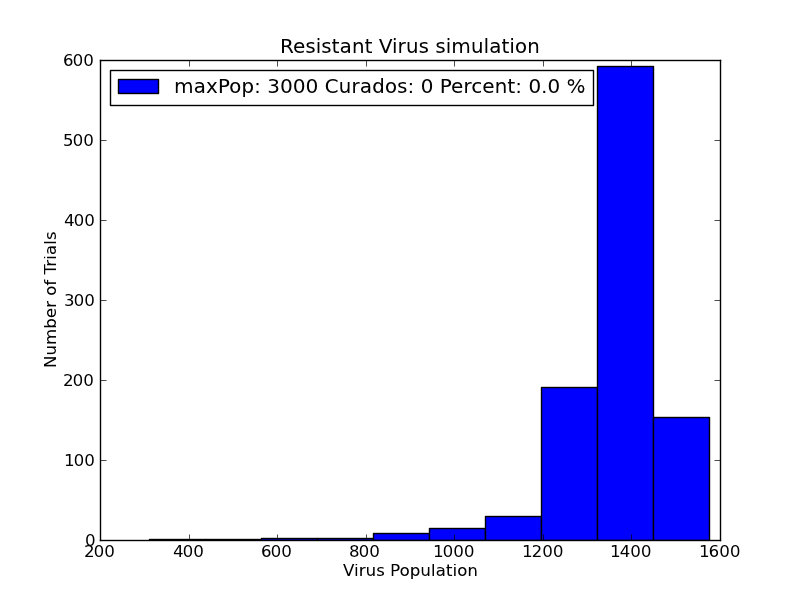 Resistant Virus simulation
maxPop: 3000 Curados: 0 Percent: 0.0 %
600
500
400
300
200
100
0
Number of Trials
200 400 600 800 1000 1200 1400 1600
Virus Population